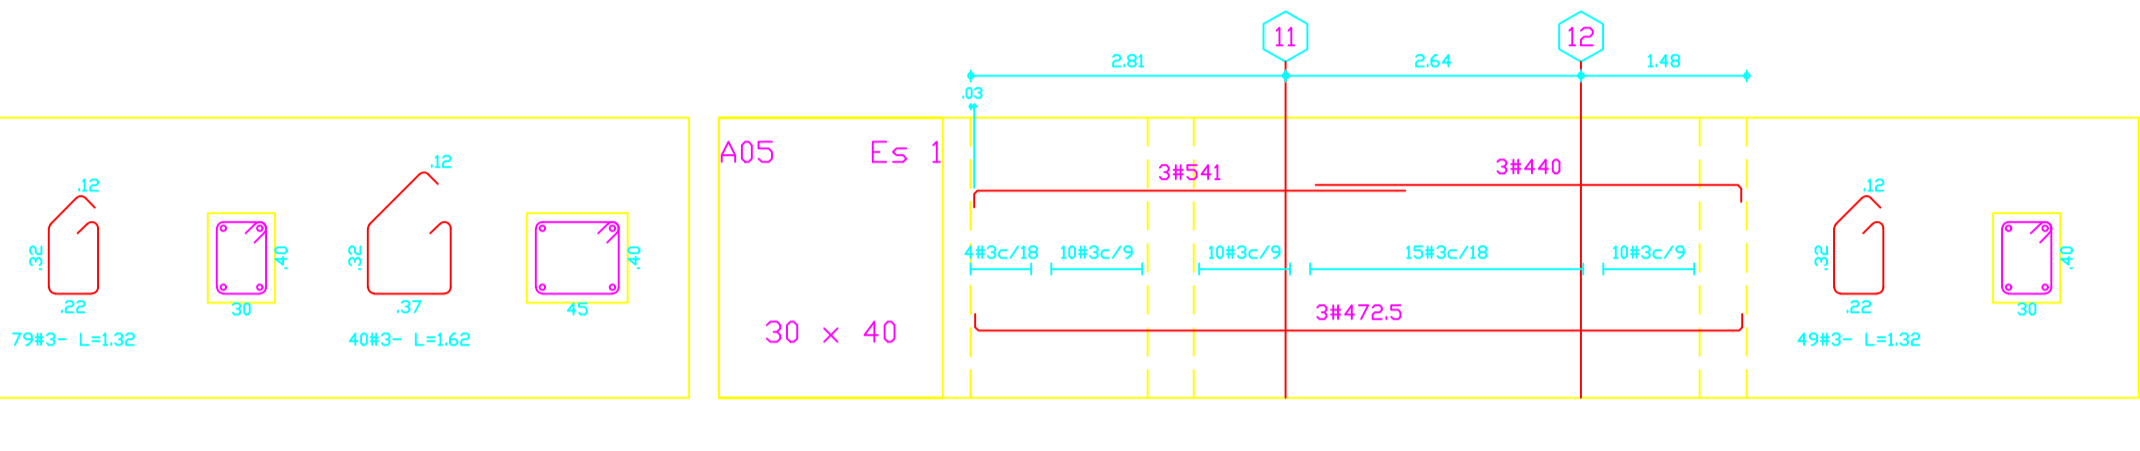 11
12
2.81
2.64
1.48
.03
A05 Es 1
3#541
3#440
.12
.12
.12
.32
.40
.32
.40
4#3c/18
10#3c/9
10#3c/9
15#3c/18
10#3c/9
.32
.40
.22
30
.37
45
3#472.5
.22
30
30 x 40
79#3- L=1.32
40#3- L=1.62
49#3- L=1.32